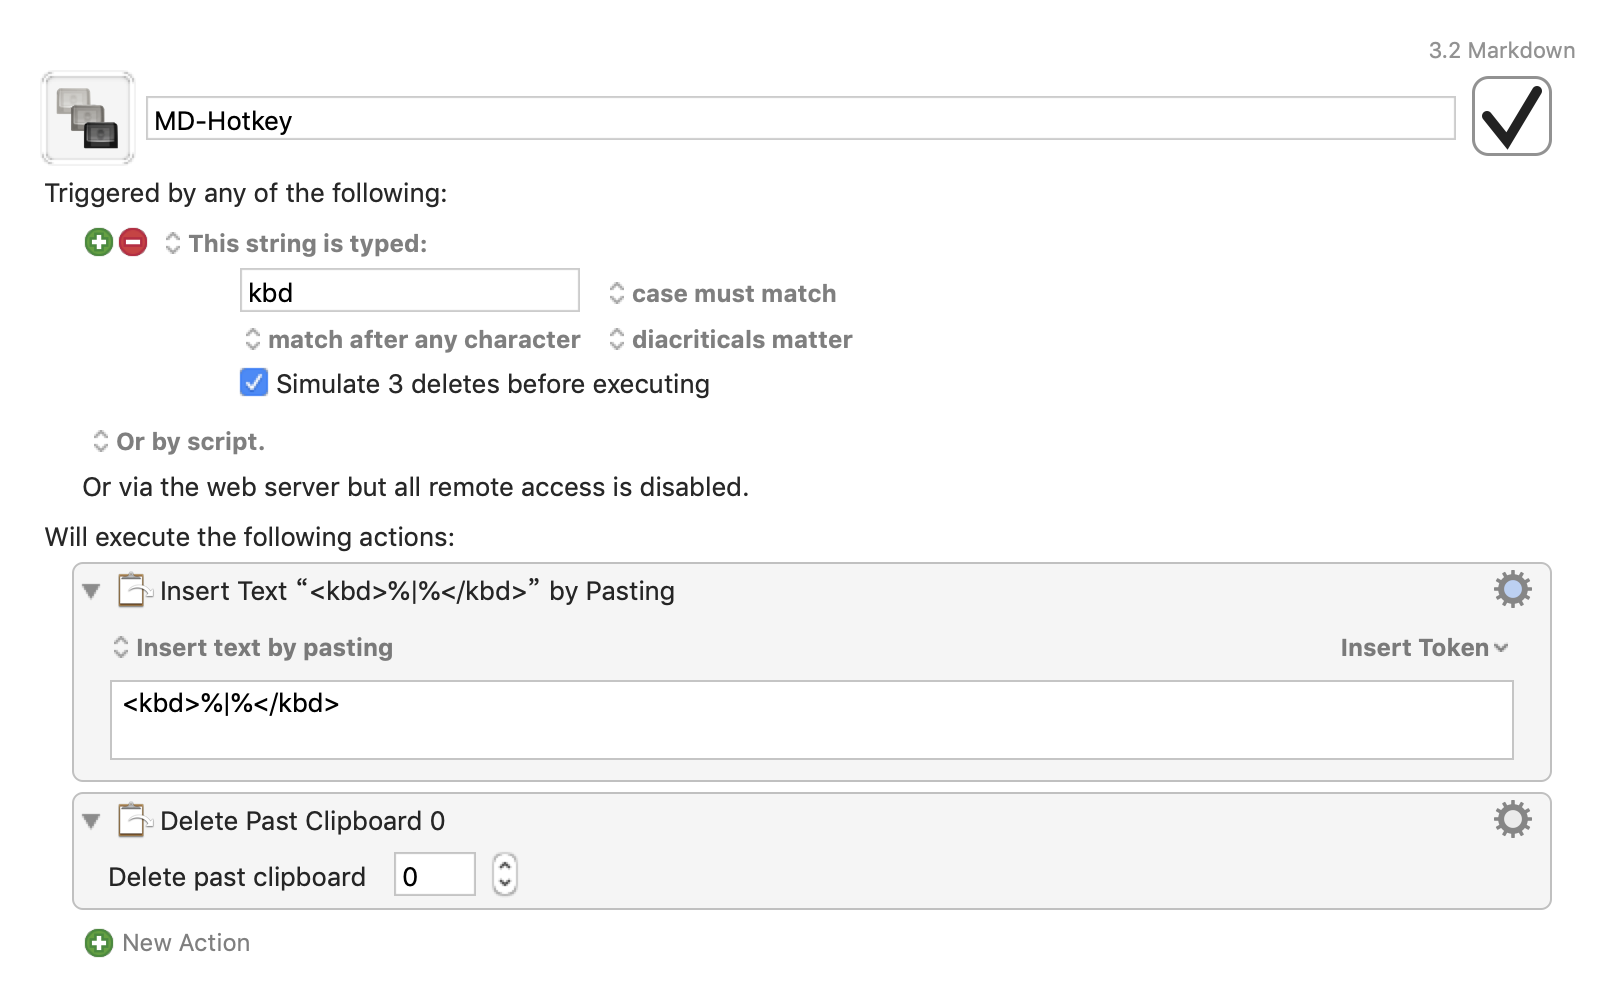 3.2 Markdown
MD-Hotkey
Triggered by any of the following:
This string is typed:
kbd
case must match
match after any character
diacriticals matter
Simulate 3 deletes before executing
Or by script.
Or via the web server but all remote access is disabled.
Will execute the following actions:
Insert Text “<kbd>%|%</kbd>” by Pasting
Insert text by pasting
Insert Token
<kbd>%|%</kbd>
Delete Past Clipboard 0
Delete past clipboard 0
New Action